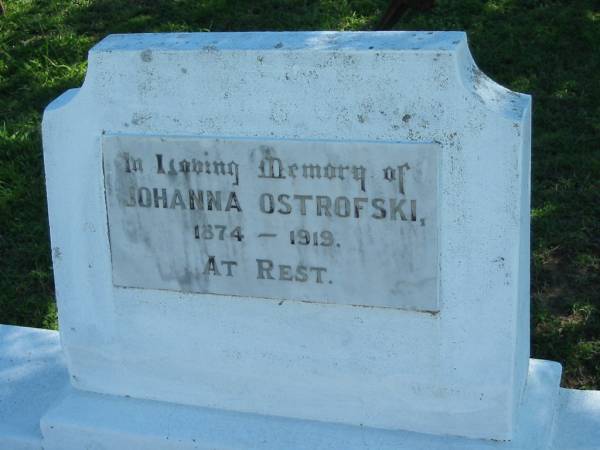 In Loving Memory of
JOHANNA OSTROFSKI,
1874 – 1919.
AT REST.